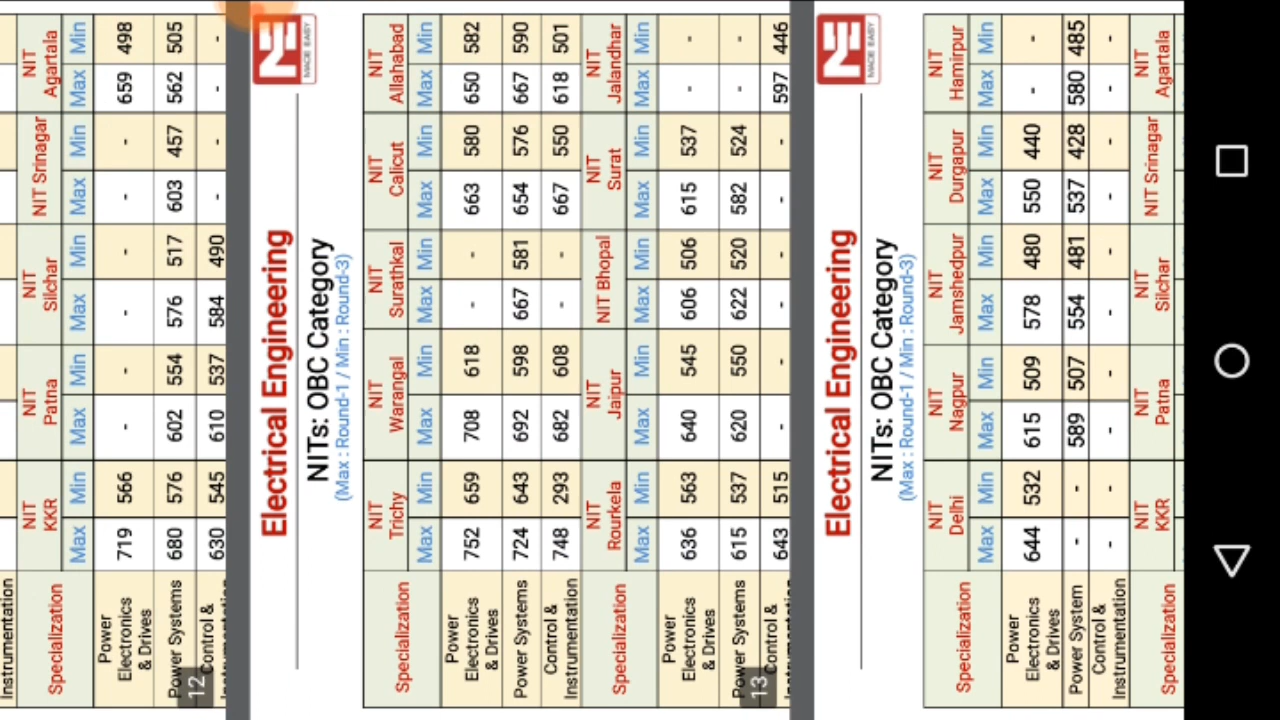 Instrumentation
Specialization NIT KKR NIT Patna NIT Silchar NIT Srinagar NIT Agartala
Max Min Max Min Max Min Max Min Max Min
Power Electronics & Drives 719 566 - - - - - - 659 498
Power Systems 680 576 602 554 576 517 603 457 562 505
Control & Instrumentation 630 545 610 537 584 490 - - - -
12
MADE EASY
Electrical Engineering
NITs: OBC Category
(Max : Round-1 / Min : Round-3)
Specialization NIT Trichy NIT Warangal NIT Surathkal NIT Calicut NIT Allahabad
Max Min Max Min Max Min Max Min Max Min
Power Electronics & Drives 752 659 708 618 - - 663 580 650 582
Power Systems 724 643 692 598 667 581 654 576 667 590
Control & Instrumentation 748 293 682 608 - - 667 550 618 501
Specialization NIT Rourkela NIT Jaipur NIT Bhopal NIT Surat NIT Jalandhar
Max Min Max Min Max Min Max Min Max Min
Power Electronics & Drives 636 563 640 545 606 506 615 537 - -
Power Systems 615 537 620 550 622 520 582 524 - -
Control & 643 515 - - - - - - 597 446
13
MADE EASY
Electrical Engineering
NITs: OBC Category
(Max : Round-1 / Min : Round-3)
Specialization NIT Delhi NIT Nagpur NIT Jamshedpur NIT Durgapur NIT Hamirpur
Max Min Max Min Max Min Max Min Max Min
Power Electronics & Drives 644 532 615 509 578 480 550 440 - -
Power System - - 589 507 554 481 537 428 580 485
Control & Instrumentation - - - -
Specialization NIT KKR NIT Patna NIT Silchar NIT Srinagar NIT Agartala